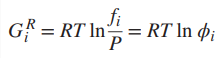 G_i^R = RT ln f_i/P = RT ln ϕ_i